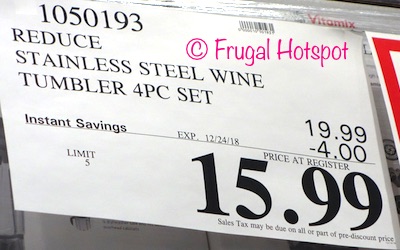 1050193
Vitamix
REDUCE
© Frugal Hotspot
STAINLESS STEEL WINE
TUMBLER 4PC SET
19.99
Instant Savings
EXP. 12/24/18
-4.00
LIMIT
5
PRICE AT REGISTER
15.99
Sales Tax may be due on all or part of pre-discount price